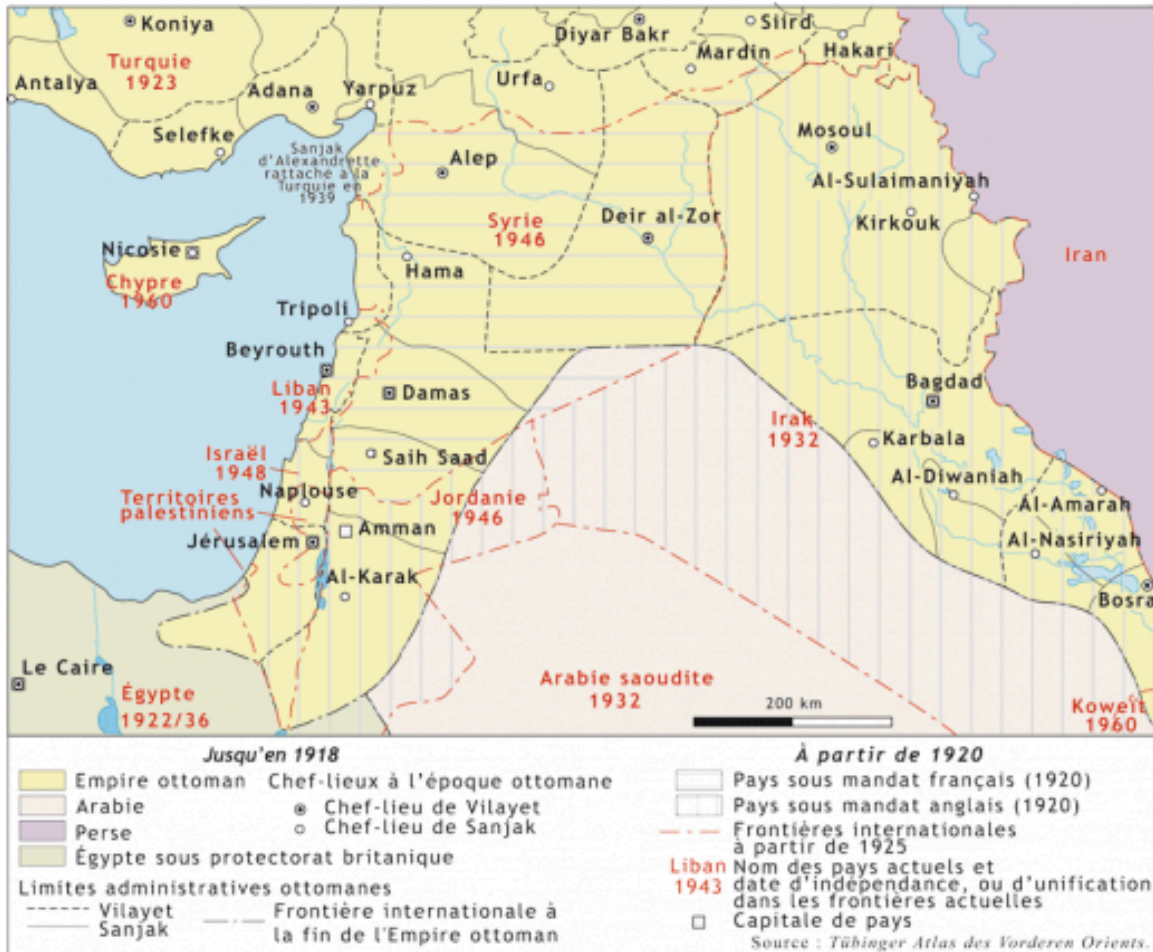 Koniya
Diyar Bakr
Siird
Hakari
Mardin
Turquie
1923
Urfa
Antalya
Adana
Yarpuz
Selefke
Mosoul
Sanjak
d'Alexandrette
rattaché à la
Turquie en
1939
Alep
Al-Sulaimaniyah
Kirkouk
Syrie
1946
Deir al-Zor
Nicosie
Chypre
1960
Hama
Iran
Tripoli
Beyrouth
Liban
1943
Damas
Bagdad
Irak
1932
Karbala
Israël
1948
Saih Saad
Al-Diwaniah
Naplouse
Territoires
palestiniens
Jordanie
1946
Al-Amarah
Amman
Jérusalem
Al-Nasiriyah
Al-Karak
Bosra
Le Caire
Égypte
1922/36
Arabie saoudite
1932
200 km
Koweït
1960
Jusqu'en 1918
Empire ottoman
Arabie
Perse
Égypte sous protectorat britanique
Chef-lieux à l'époque ottomane
Chef-lieu de Vilayet
Chef-lieu de Sanjak
Limites administratives ottomanes
Vilayet
Sanjak
Frontière internationale à
la fin de l'Empire ottoman
À partir de 1920
Pays sous mandat français (1920)
Pays sous mandat anglais (1920)
Frontières internationales
à partir de 1925
Liban
1943
Nom des pays actuels et
date d'indépendance, ou d'unification
dans les frontières actuelles
Capitale de pays
Source : Tübinger Atlas des Vorderen Orients.